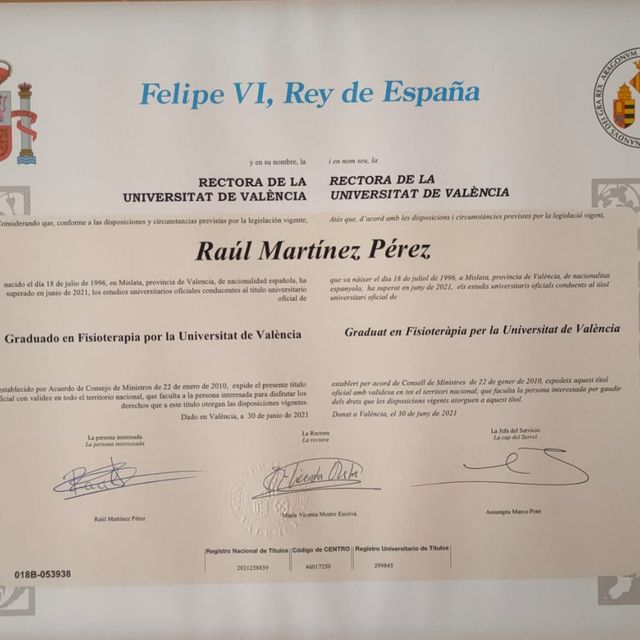 Felipe VI, Rey de España
y en su nombre, la
i en nom seu, la
RECTORA DE LA
UNIVERSITAT DE VALÈNCIA
RECTORA DE LA
UNIVERSITAT DE VALÈNCIA
Considerando que, conforme a las disposiciones y circunstancias previstas por la legislación vigente,
Atés que, d'acord amb les disposicions i circumstàncies previstes per la legislació vigent,
Raúl Martínez Pérez
nacido el día 18 de julio de 1996, en Mislata, provincia de Valencia, de nacionalidad española, ha
superado en junio de 2021, los estudios universitarios oficiales conducentes al título universitario
oficial de
que va nàixer el dia 18 de juliol de 1996, a Mislata, província de València, de nacionalitat
espanyola, ha superat en juny de 2021, els estudis universitaris oficials conduents al títol
universitari oficial de
Graduado en Fisioterapia por la Universitat de València
Graduat en Fisioteràpia per la Universitat de València
establecido por Acuerdo de Consejo de Ministros de 22 de enero de 2010, expide el presente título
oficial con validez en todo el territorio nacional, que faculta a la persona interesada para disfrutar los
derechos que a este título otorgan las disposiciones vigentes.
Dado en València, a 30 de junio de 2021
establert per acord de Consell de Ministres de 22 de gener de 2010, expedeix aquest títol
oficial amb validesa en tot el territori nacional, que faculta la persona interessada per gaudir
dels drets que les disposicions vigents atorguen a aquest títol.
Donat a València, el 30 de juny de 2021
La persona interesada
La persona interessada
La Rectora
La rectora
La Jefa del Servicio
La cap del Servei
Raúl Martínez Pérez
María Vicenta Mestre Escrivà
Assumpta Marco Pont
Registro Nacional de Títulos
Código de CENTRO
Registro Universitario de Títulos
2021258859
46017250
299845
018B-053938